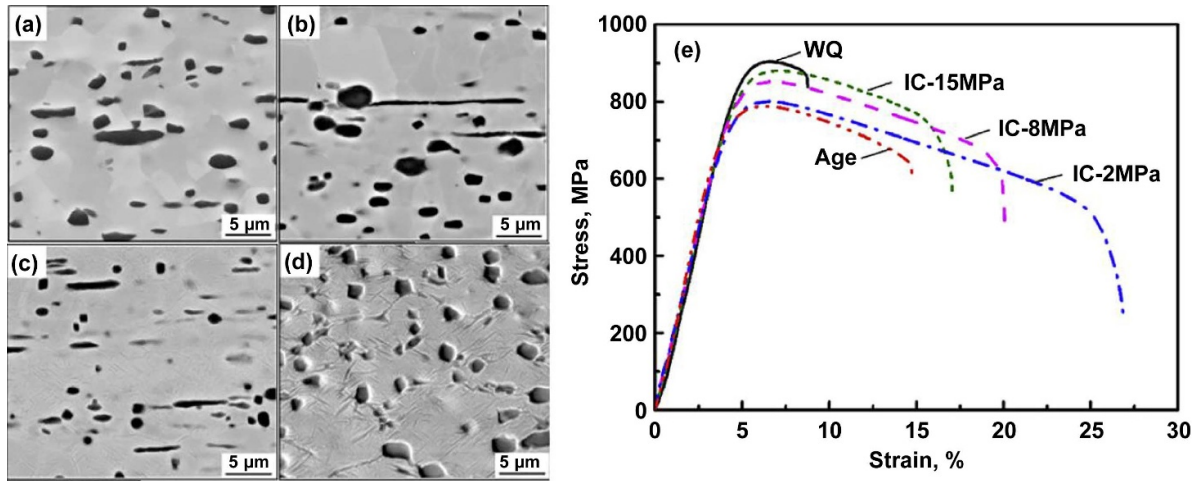 (a)
5 μm
(b)
5 μm
(c)
5 μm
(d)
5 μm
(e)
WQ
IC-15MPa
IC-8MPa
IC-2MPa
Age
1000
800
600
400
200
0
Stress, MPa
0 5 10 15 20 25 30
Strain, %